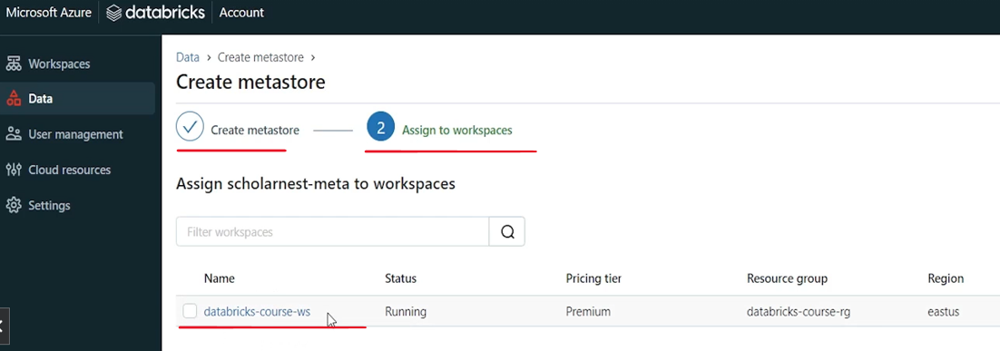 Microsoft Azure databricks Account
Workspaces
Data
User management
Cloud resources
Settings
Data > Create metastore >
Create metastore
Create metastore 2 Assign to workspaces
Assign scholarnest-meta to workspaces
Filter workspaces
Name Status Pricing tier Resource group Region
databricks-course-ws Running Premium databricks-course-rg eastus